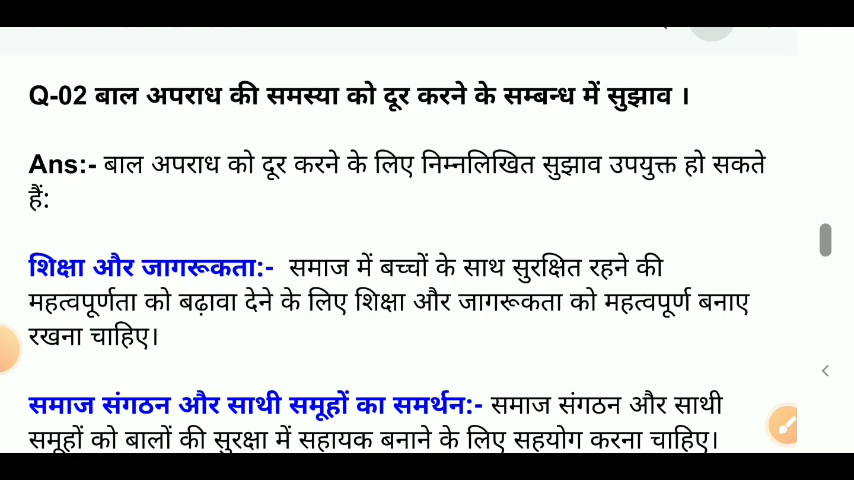 Q-02 बाल अपराध की समस्या को दूर करने के सम्बन्ध में सुझाव ।
Ans:- बाल अपराध को दूर करने के लिए निम्नलिखित सुझाव उपयुक्त हो सकते
हैं:
शिक्षा और जागरूकता:- समाज में बच्चों के साथ सुरक्षित रहने की
महत्वपूर्णता को बढ़ावा देने के लिए शिक्षा और जागरूकता को महत्वपूर्ण बनाए
रखना चाहिए।
समाज संगठन और साथी समूहों का समर्थन:- समाज संगठन और साथी
समूहों को बालों की सुरक्षा में सहायक बनाने के लिए सहयोग करना चाहिए।